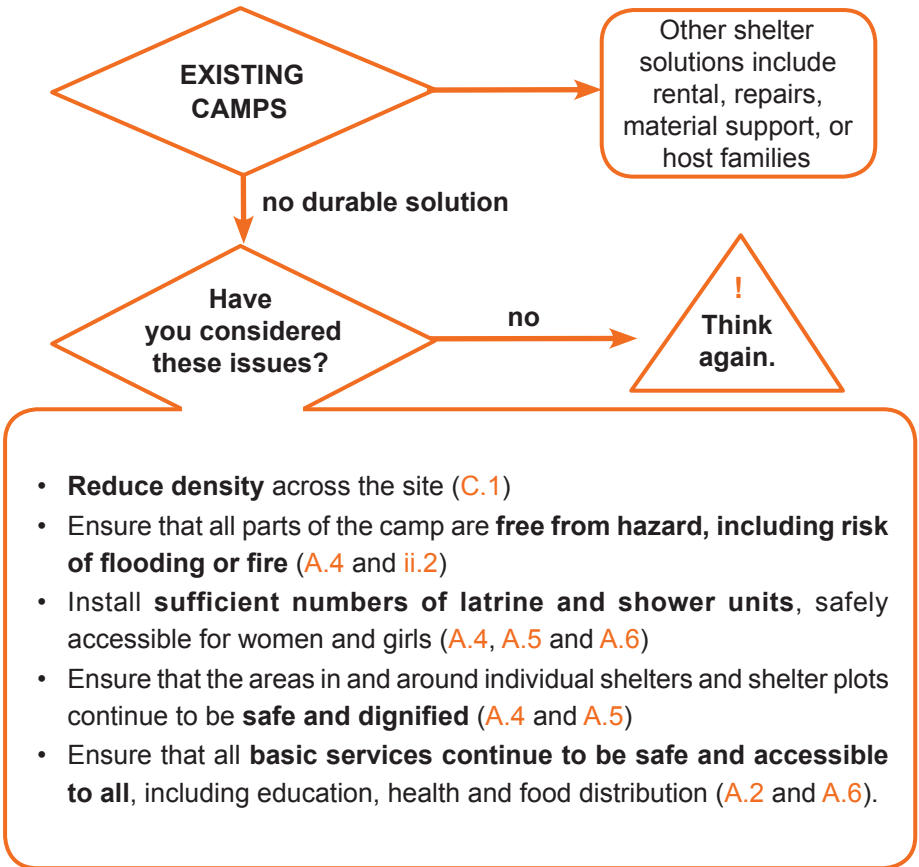 EXISTING
CAMPS
Other shelter
solutions include
rental, repairs,
material support, or
host families
no durable solution
Have
you considered
these issues?
no
!
Think
again.
• Reduce density across the site (C.1)
• Ensure that all parts of the camp are free from hazard, including risk
of flooding or fire (A.4 and ii.2)
• Install sufficient numbers of latrine and shower units, safely
accessible for women and girls (A.4, A.5 and A.6)
• Ensure that the areas in and around individual shelters and shelter plots
continue to be safe and dignified (A.4 and A.5)
• Ensure that all basic services continue to be safe and accessible
to all, including education, health and food distribution (A.2 and A.6).